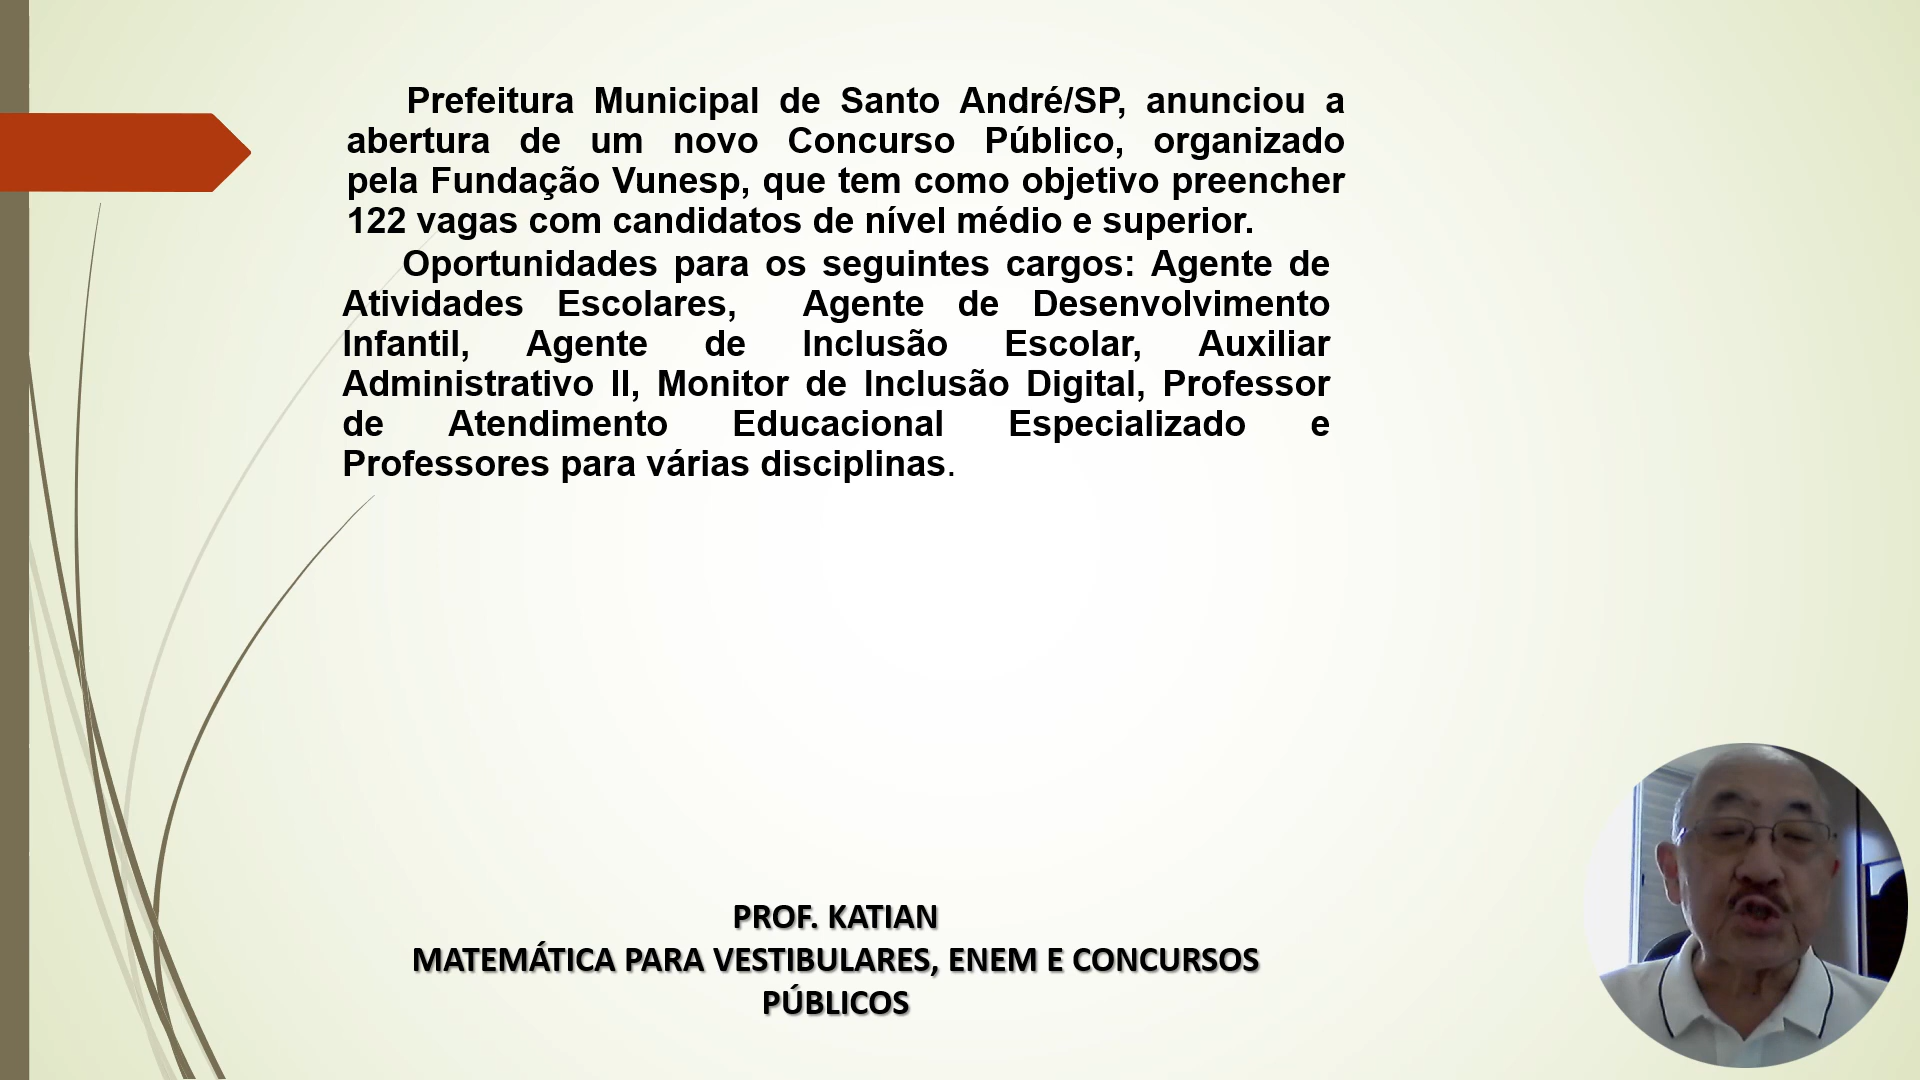 Prefeitura Municipal de Santo André/SP, anunciou a
abertura de um novo Concurso Público, organizado
pela Fundação Vunesp, que tem como objetivo preencher
122 vagas com candidatos de nível médio e superior.
Oportunidades para os seguintes cargos: Agente de
Atividades Escolares, Agente de Desenvolvimento
Infantil, Agente de Inclusão Escolar, Auxiliar
Administrativo II, Monitor de Inclusão Digital, Professor
de Atendimento Educacional Especializado e
Professores para várias disciplinas.
PROF. KATIAN
MATEMÁTICA PARA VESTIBULARES, ENEM E CONCURSOS
PÚBLICOS